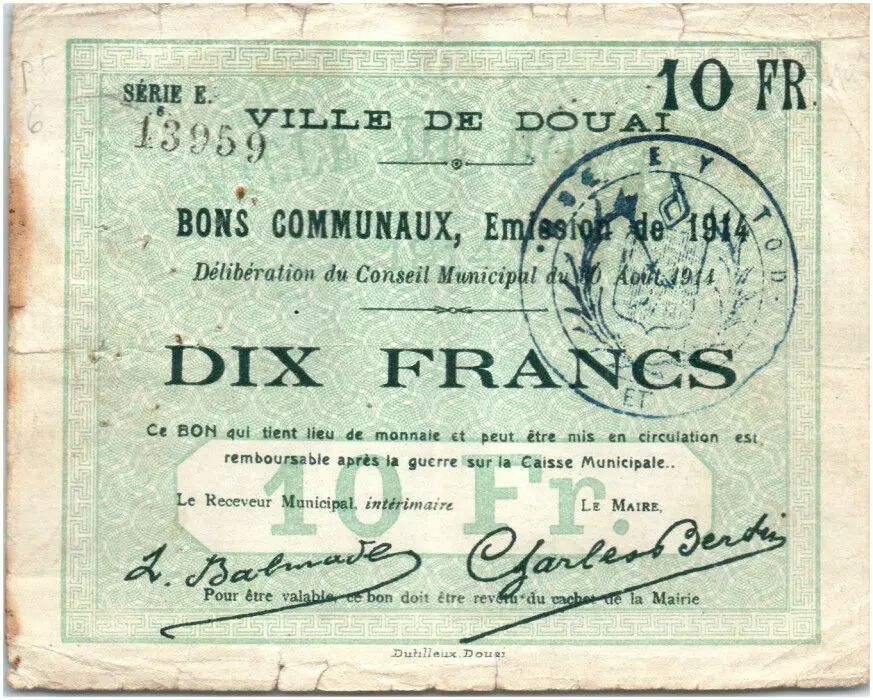 10 FR.
SÉRIE E.
13959
VILLE DE DOUAI
BONS COMMUNAUX, Emission de 1914
Délibération du Conseil Municipal du 10 Août 1914
DIX FRANCS
ET
Ce BON qui tient lieu de monnaie et peut être mis en circulation est
remboursable après la guerre sur la Caisse Municipale..
10 Fr.
Le Receveur Municipal, intérimaire
LE MAIRE,
L. Balmade
Charles Bertin
Pour être valable, ce bon doit être revêtu du cachet de la Mairie
Dutilleux, Douai